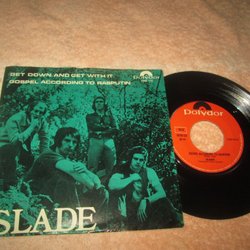 GET DOWN AND GET WITH IT
GOSPEL ACCORDING TO RASPUTIN
Polydor
SLADE
Polydor